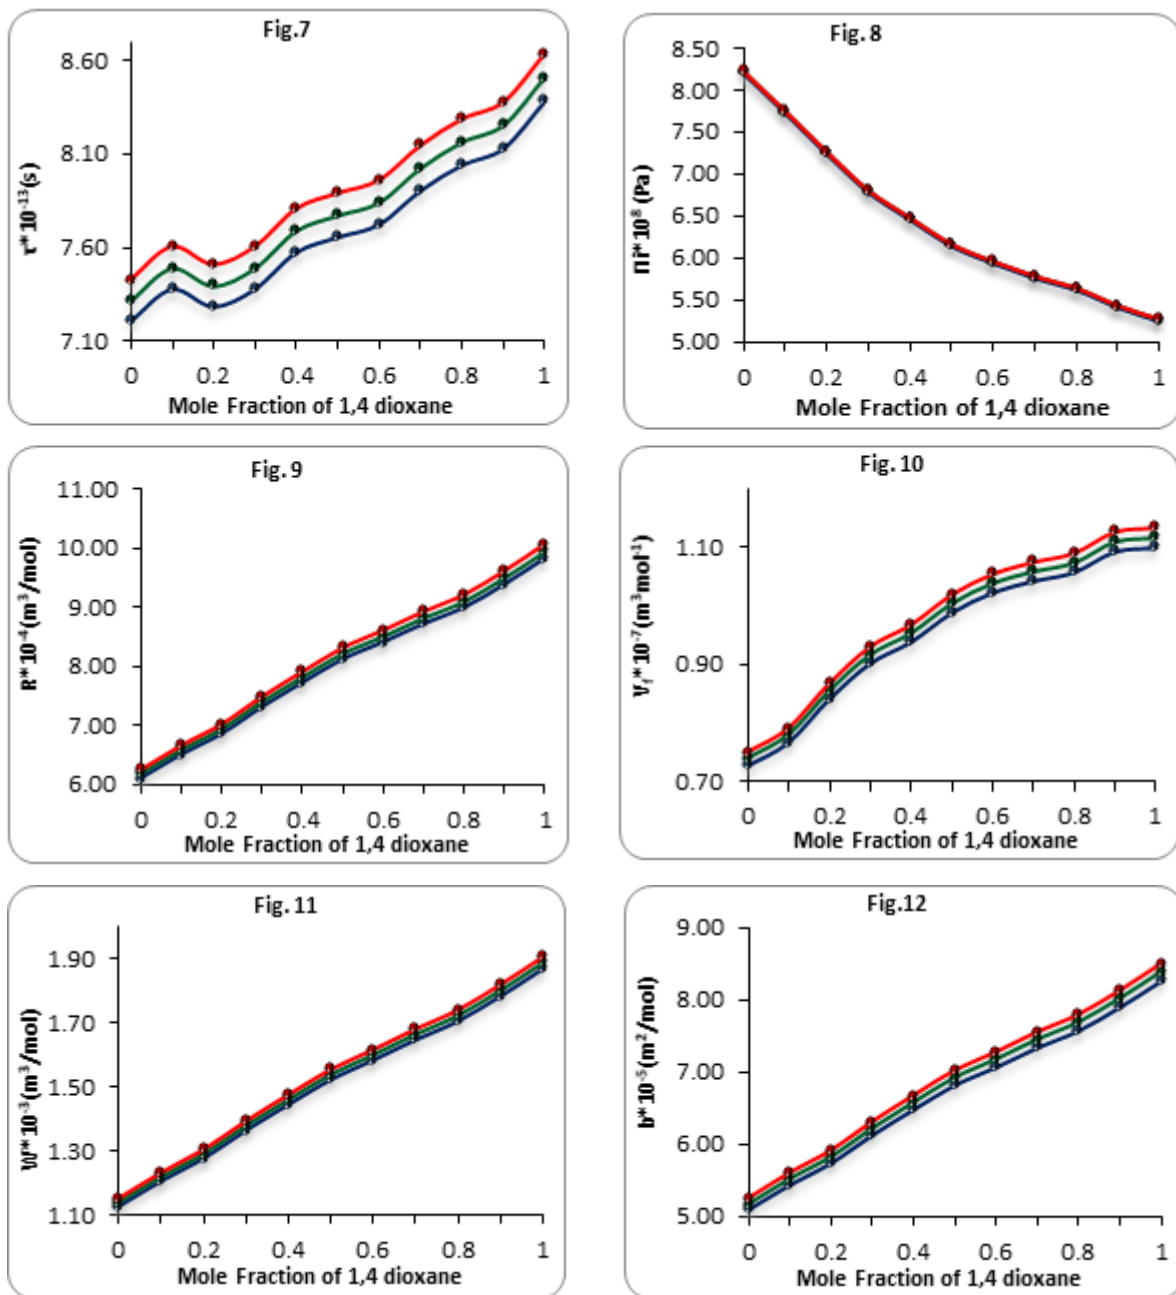 Fig.7
τ*10⁻¹³(s)
8.60
8.10
7.60
7.10
0 0.2 0.4 0.6 0.8 1
Mole Fraction of 1,4 dioxane
Fig. 8
Πi*10⁸ (Pa)
8.50
8.00
7.50
7.00
6.50
6.00
5.50
5.00
0 0.2 0.4 0.6 0.8 1
Mole Fraction of 1,4 dioxane
Fig. 9
R*10⁻⁴(m³/mol)
11.00
10.00
9.00
8.00
7.00
6.00
0 0.2 0.4 0.6 0.8 1
Mole Fraction of 1,4 dioxane
Fig. 10
V_f*10⁻⁷(m³mol⁻¹)
1.10
0.90
0.70
0 0.2 0.4 0.6 0.8 1
Mole Fraction of 1,4 dioxane
Fig. 11
W*10⁻³(m³/mol)
1.90
1.70
1.50
1.30
1.10
0 0.2 0.4 0.6 0.8 1
Mole Fraction of 1,4 dioxane
Fig.12
b*10⁻⁵(m²/mol)
9.00
8.00
7.00
6.00
5.00
0 0.2 0.4 0.6 0.8 1
Mole Fraction of 1,4 dioxane